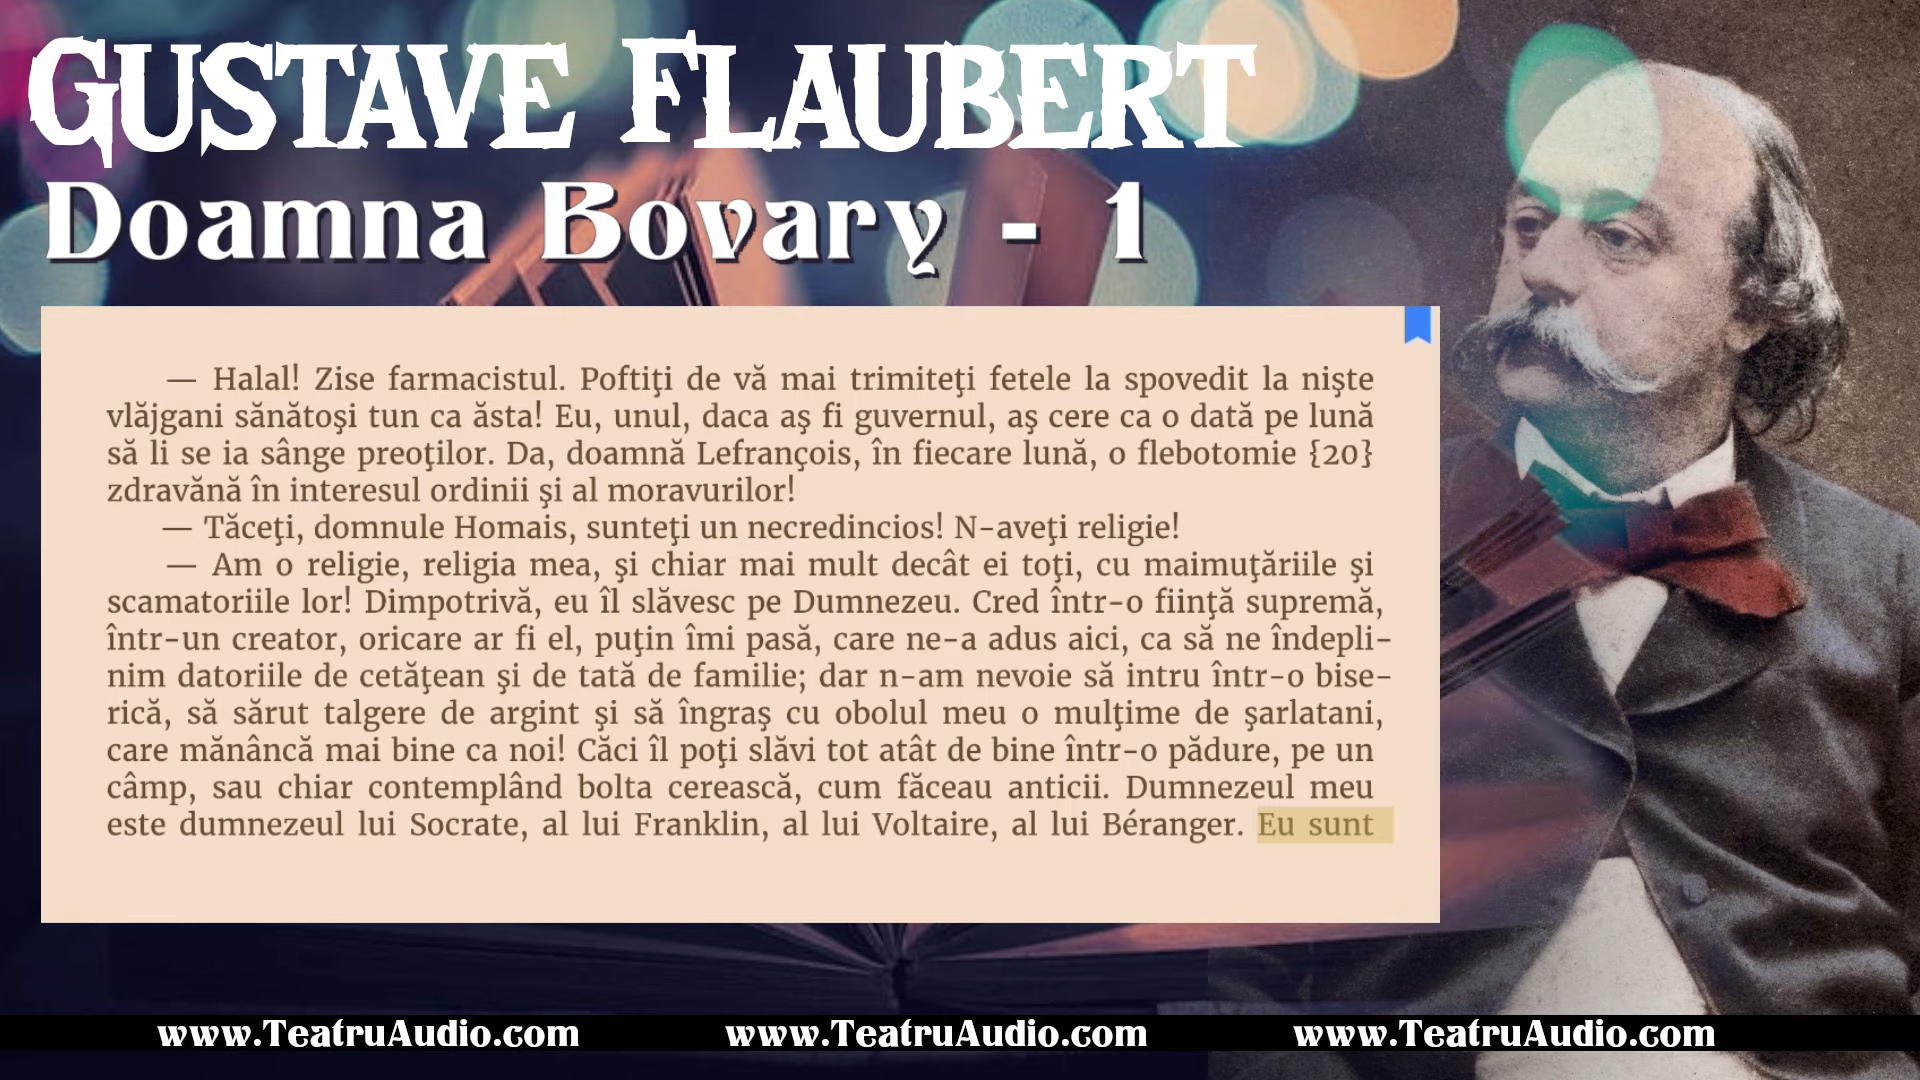 GUSTAVE FLAUBERT
Doamna Bovary - 1
— Halal! Zise farmacistul. Poftiţi de vă mai trimiteţi fetele la spovedit la nişte
vlăjgani sănătoşi tun ca ăsta! Eu, unul, daca aş fi guvernul, aş cere ca o dată pe lună
să li se ia sânge preoţilor. Da, doamnă Lefrançois, în fiecare lună, o flebotomie {20}
zdravănă în interesul ordinii şi al moravurilor!
— Tăceţi, domnule Homais, sunteţi un necredincios! N-aveţi religie!
— Am o religie, religia mea, şi chiar mai mult decât ei toţi, cu maimuţăriile şi
scamatoriile lor! Dimpotrivă, eu îl slăvesc pe Dumnezeu. Cred într-o fiinţă supremă,
într-un creator, oricare ar fi el, puţin îmi pasă, care ne-a adus aici, ca să ne îndepli-
nim datoriile de cetăţean şi de tată de familie; dar n-am nevoie să intru într-o bise-
rică, să sărut talgere de argint şi să îngraş cu obolul meu o mulţime de şarlatani,
care mănâncă mai bine ca noi! Căci îl poţi slăvi tot atât de bine într-o pădure, pe un
câmp, sau chiar contemplând bolta cerească, cum făceau anticii. Dumnezeul meu
este dumnezeul lui Socrate, al lui Franklin, al lui Voltaire, al lui Béranger. Eu sunt
www.TeatruAudio.com www.TeatruAudio.com www.TeatruAudio.com